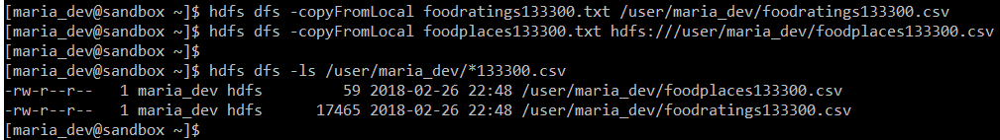 [maria_dev@sandbox ~]$ hdfs dfs -copyFromLocal foodratings133300.txt /user/maria_dev/foodratings133300.csv
[maria_dev@sandbox ~]$ hdfs dfs -copyFromLocal foodplaces133300.txt hdfs:///user/maria_dev/foodplaces133300.csv
[maria_dev@sandbox ~]$
[maria_dev@sandbox ~]$ hdfs dfs -ls /user/maria_dev/*133300.csv
-rw-r--r--   1 maria_dev hdfs         59 2018-02-26 22:48 /user/maria_dev/foodplaces133300.csv
-rw-r--r--   1 maria_dev hdfs      17465 2018-02-26 22:48 /user/maria_dev/foodratings133300.csv
[maria_dev@sandbox ~]$